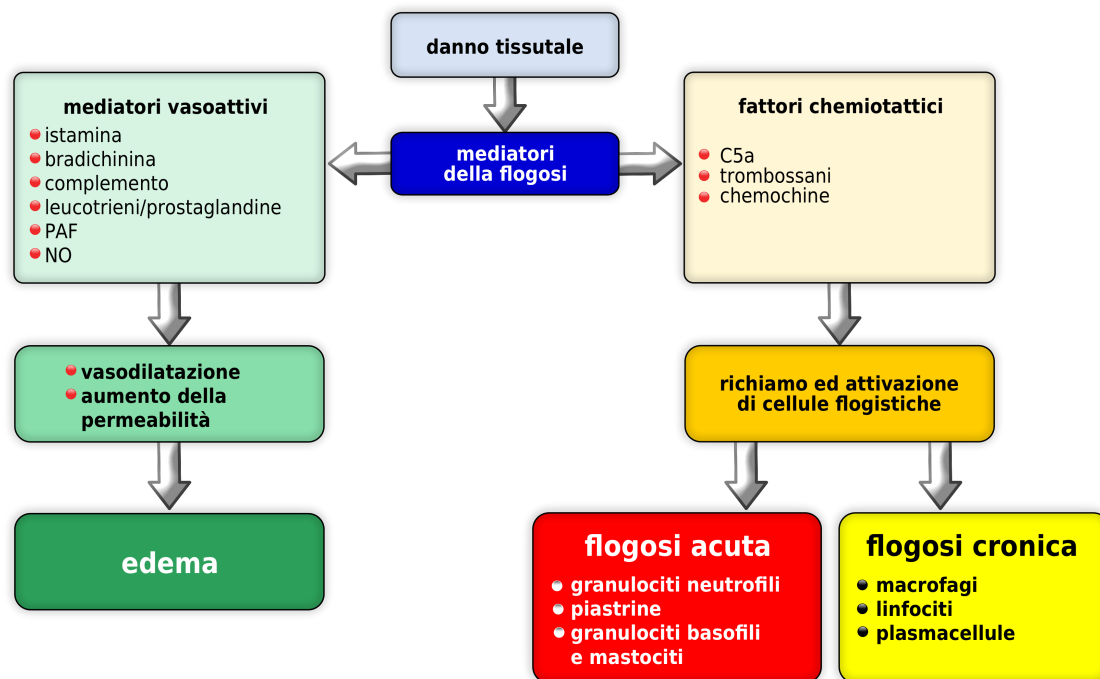 danno tissutale
mediatori vasoattivi
istamina
bradichinina
complemento
leucotrieni/prostaglandine
PAF
NO
mediatori
della flogosi
fattori chemiotattici
C5a
trombossani
chemochine
vasodilatazione
aumento della
permeabilità
richiamo ed attivazione
di cellule flogistiche
edema
flogosi acuta
granulociti neutrofili
piastrine
granulociti basofili
e mastociti
flogosi cronica
macrofagi
linfociti
plasmacellule